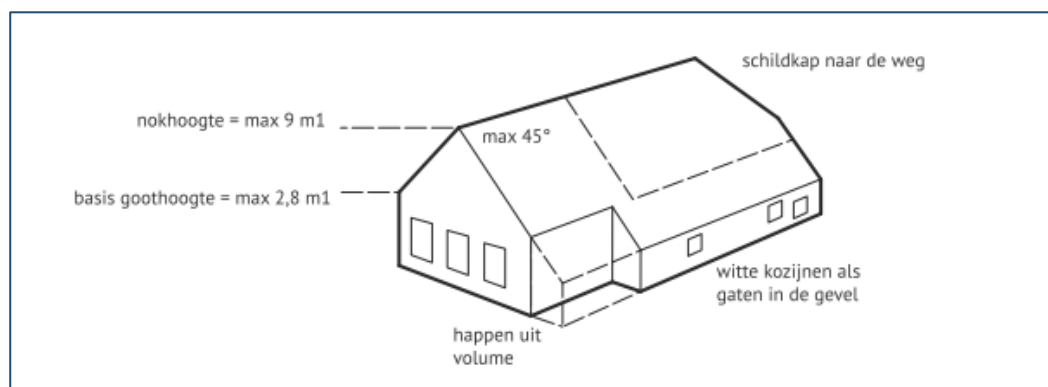 schildkap naar de weg
nokhoogte = max 9 m1
max 45°
basis goothoogte = max 2,8 m1
witte kozijnen als
gaten in de gevel
happen uit
volume